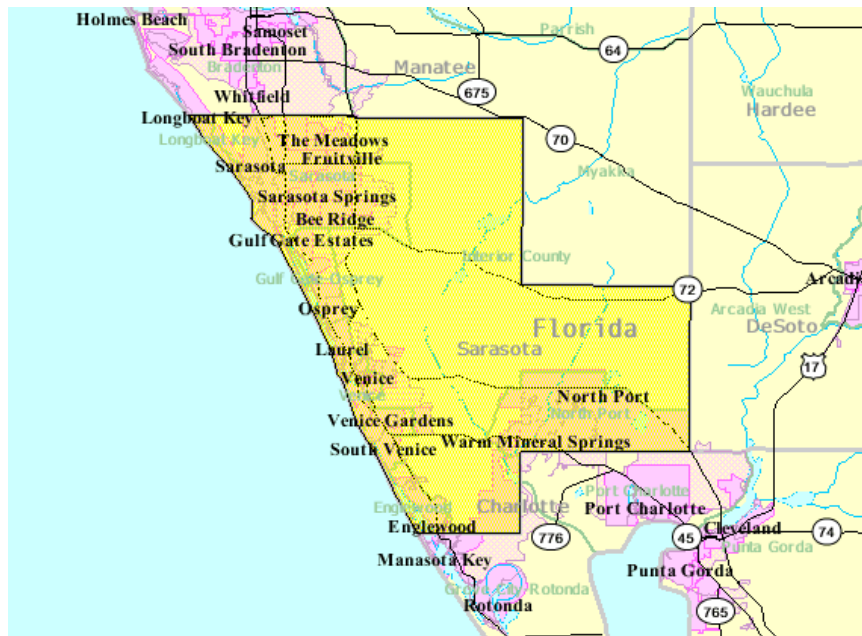 Holmes Beach
Samoset
Parrish
64
South Bradenton
Bradenton
Manatee
675
Wauchula
Hardee
Whitfield
Longboat Key
Longboat Key
The Meadows
70
Fruitville
Sarasota
Sarasota
Myakka
Sarasota Springs
Bee Ridge
Gulf Gate Estates
Interior County
Gulf Gate-Osprey
Arcadia
72
Osprey
Arcadia West
Florida
DeSoto
Laurel
Sarasota
17
Venice
Venice
North Port
North Port
Venice Gardens
Warm Mineral Springs
South Venice
Port Charlotte
Englewood
Charlotte
Port Charlotte
Englewood
776
45
Cleveland
74
Punta Gorda
Manasota Key
Punta Gorda
Rotonda
Rotonda
765